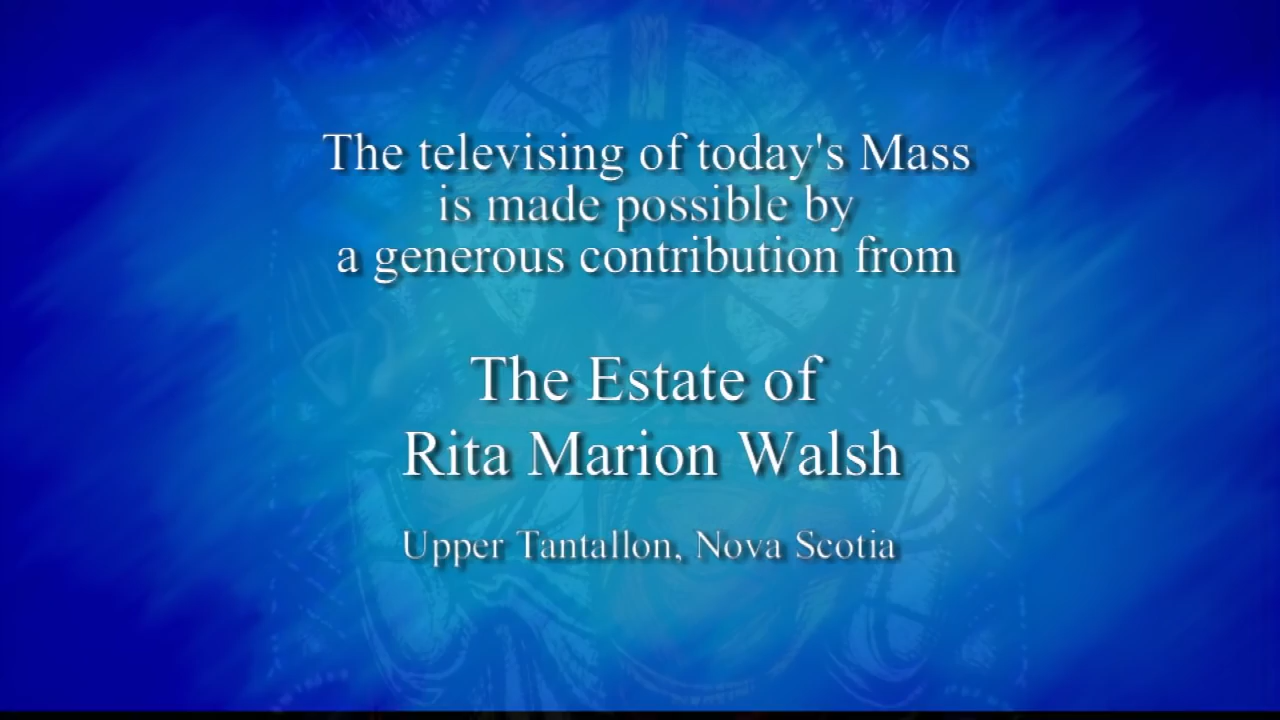 The televising of today's Mass
is made possible by
a generous contribution from
The Estate of
Rita Marion Walsh
Upper Tantallon, Nova Scotia